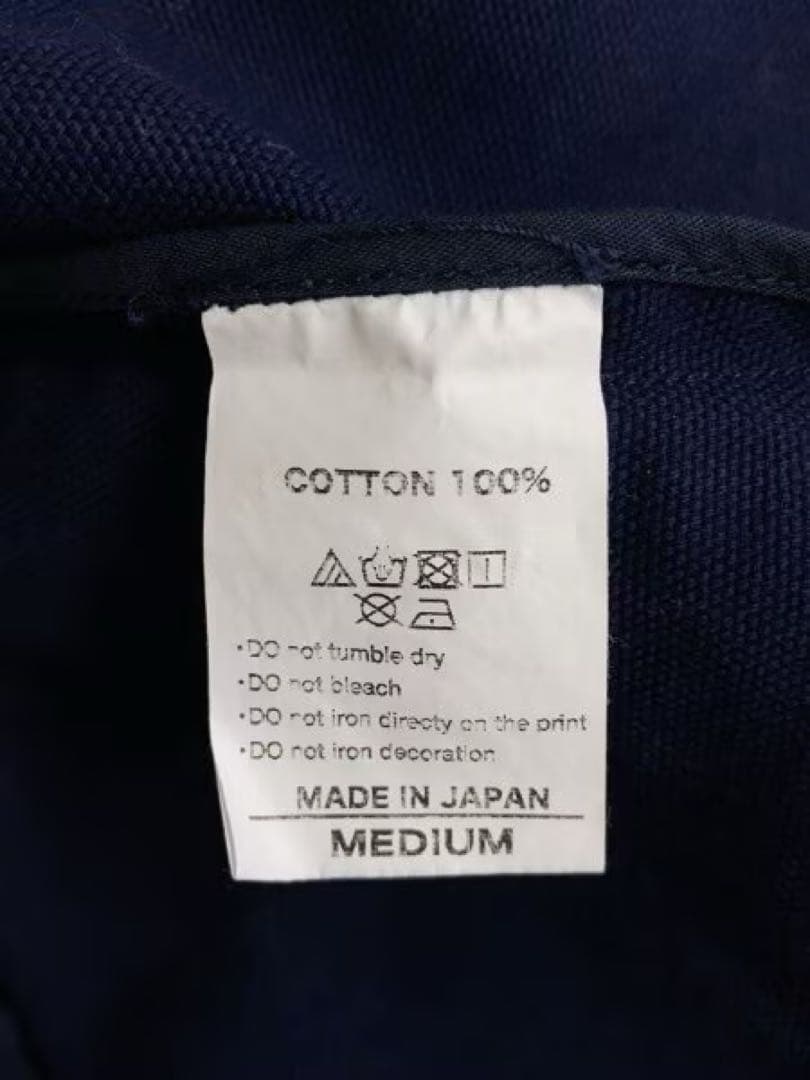 COTTON 100%
·DO not tumble dry
·DO not bleach
·DO not iron directy on the print
·DO not iron decoration
MADE IN JAPAN
MEDIUM